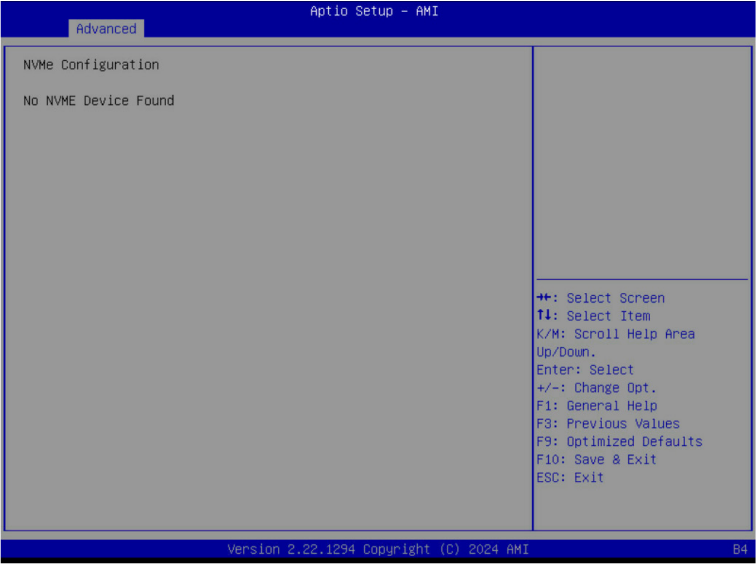 Aptio Setup – AMI
Advanced
NVMe Configuration
No NVME Device Found
→←: Select Screen
↑↓: Select Item
K/M: Scroll Help Area
Up/Down.
Enter: Select
+/-: Change Opt.
F1: General Help
F3: Previous Values
F9: Optimized Defaults
F10: Save & Exit
ESC: Exit
Version 2.22.1294 Copyright (C) 2024 AMI
B4